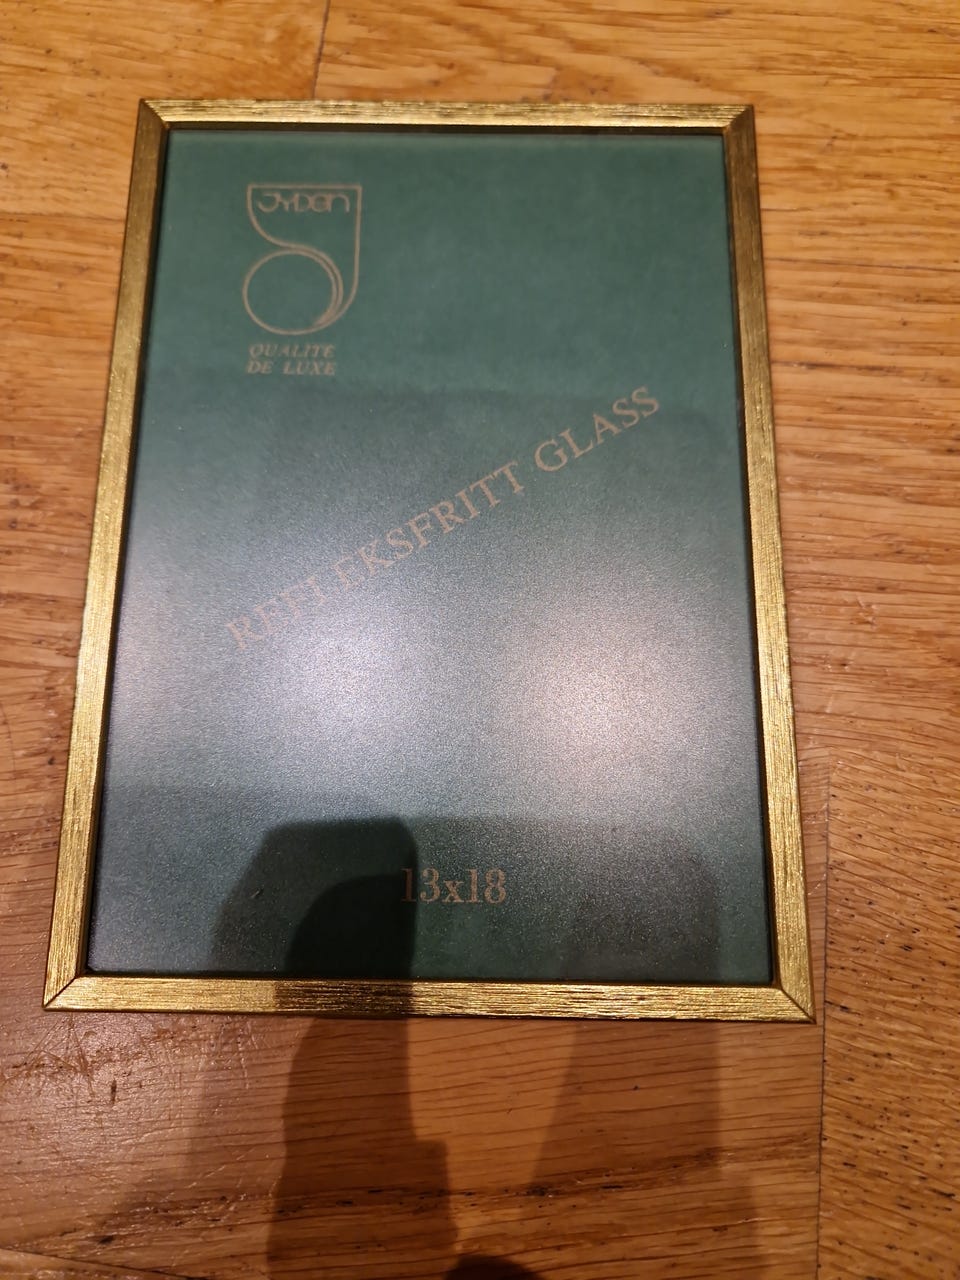 JYDEN
QUALITE
DE LUXE
REFLEKSFRITT GLASS
13x18